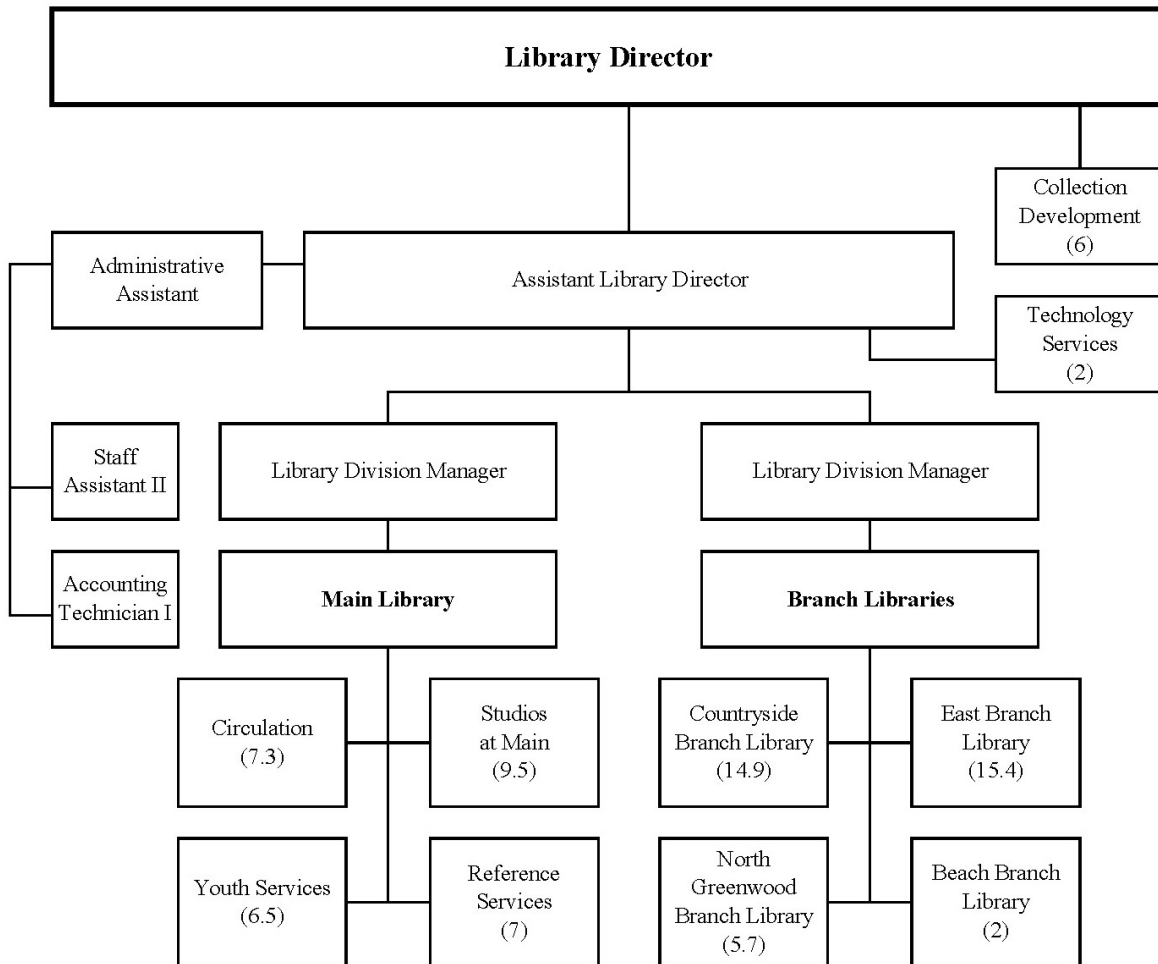 Library Director
Collection
Development
(6)
Administrative
Assistant
Assistant Library Director
Technology
Services
(2)
Staff
Assistant II
Library Division Manager
Library Division Manager
Accounting
Technician I
Main Library
Branch Libraries
Circulation
(7.3)
Studios
at Main
(9.5)
Countryside
Branch Library
(14.9)
East Branch
Library
(15.4)
Youth Services
(6.5)
Reference
Services
(7)
North
Greenwood
Branch Library
(5.7)
Beach Branch
Library
(2)